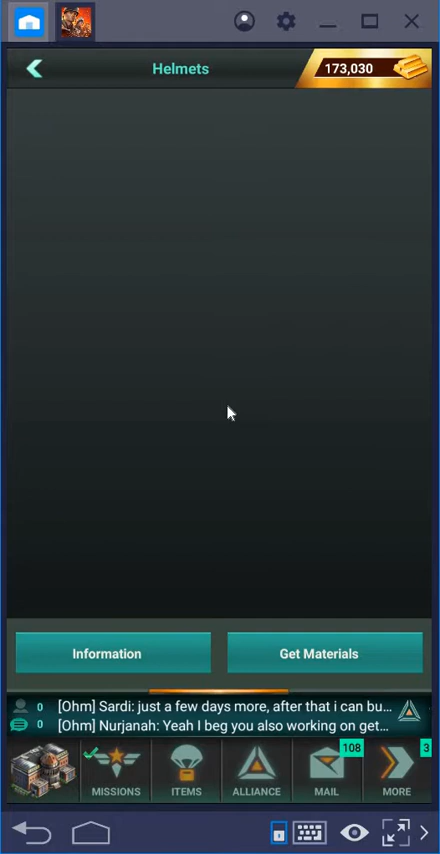 Helmets
173,030
Information
Get Materials
0
[Ohm] Sardi: just a few days more, after that i can bu...
0
[Ohm] Nurjanah: Yeah I beg you also working on get...
108
3
MISSIONS
ITEMS
ALLIANCE
MAIL
MORE